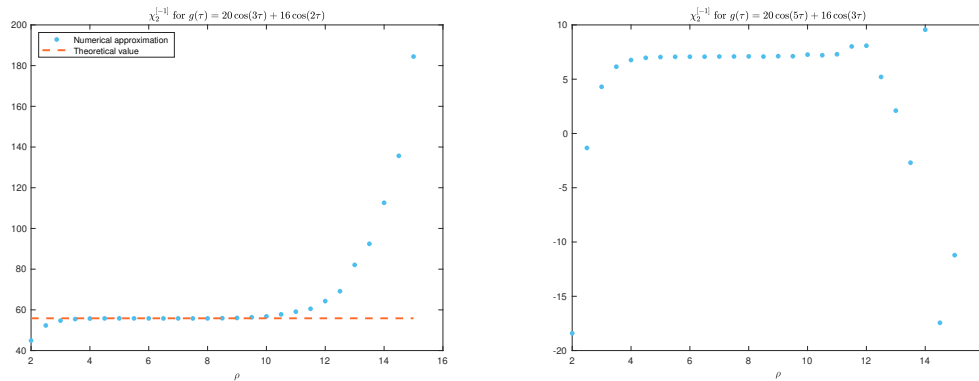 χ₂^[-1] for g(τ) = 20 cos(3τ) + 16 cos(2τ)
200
180
160
140
120
100
80
60
40
2 4 6 8 10 12 14 16
ρ
Numerical approximation
Theoretical value
χ₂^[-1] for g(τ) = 20 cos(5τ) + 16 cos(3τ)
10
5
0
-5
-10
-15
-20
2 4 6 8 10 12 14
ρ